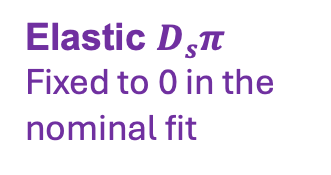 Elastic 𝑫ₛ𝝅
Fixed to 0 in the
nominal fit